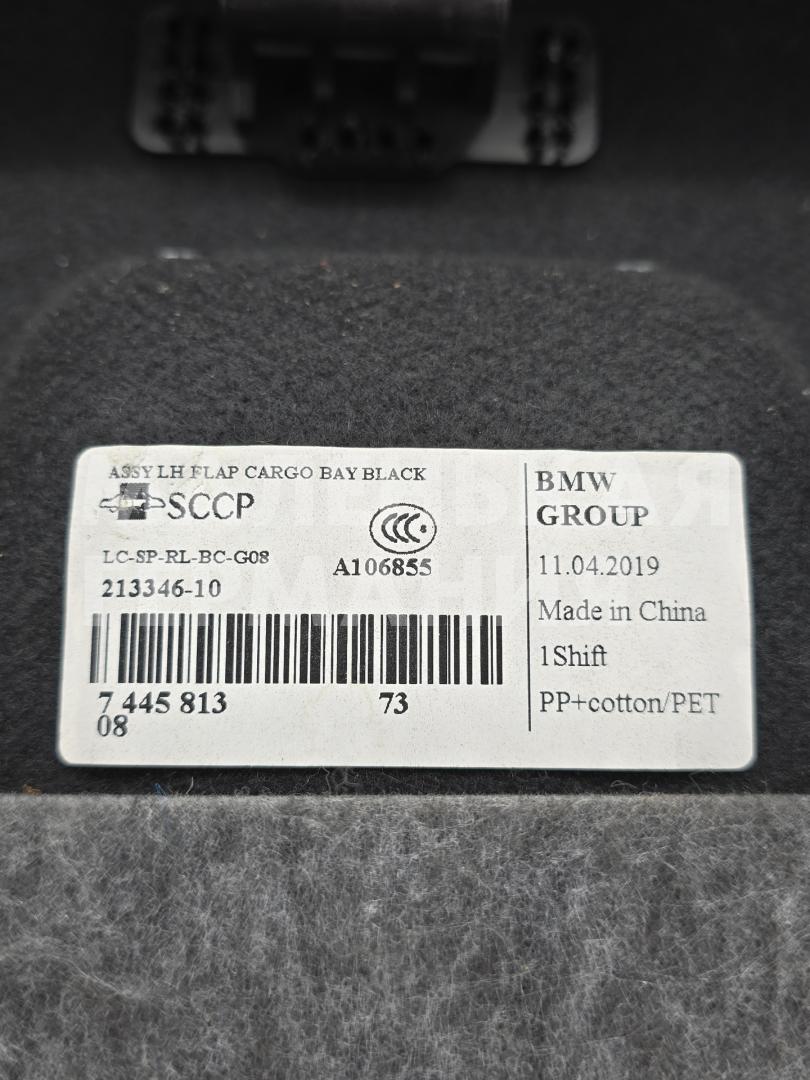 ASSY LH FLAP CARGO BAY BLACK
SCCP
CCC S
LC-SP-RL-BC-G08
A106855
213346-10
7 445 813
73
08
BMW
GROUP
11.04.2019
Made in China
1Shift
PP+cotton/PET